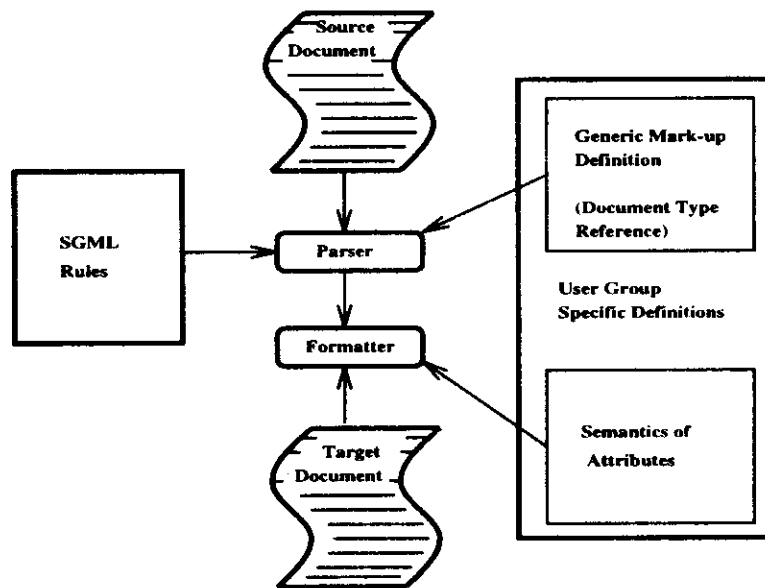 Source
Document
Generic Mark-up
Definition
(Document Type
Reference)
SGML
Rules
Parser
User Group
Specific Definitions
Formatter
Semantics of
Attributes
Target
Document